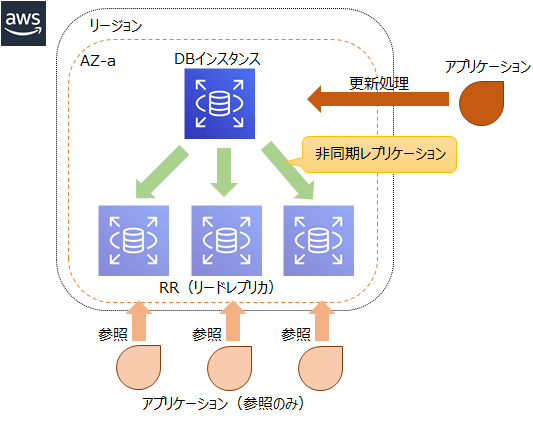 aws
リージョン
AZ-a
DBインスタンス
アプリケーション
更新処理
非同期レプリケーション
RR（リードレプリカ）
参照
参照
参照
アプリケーション（参照のみ）